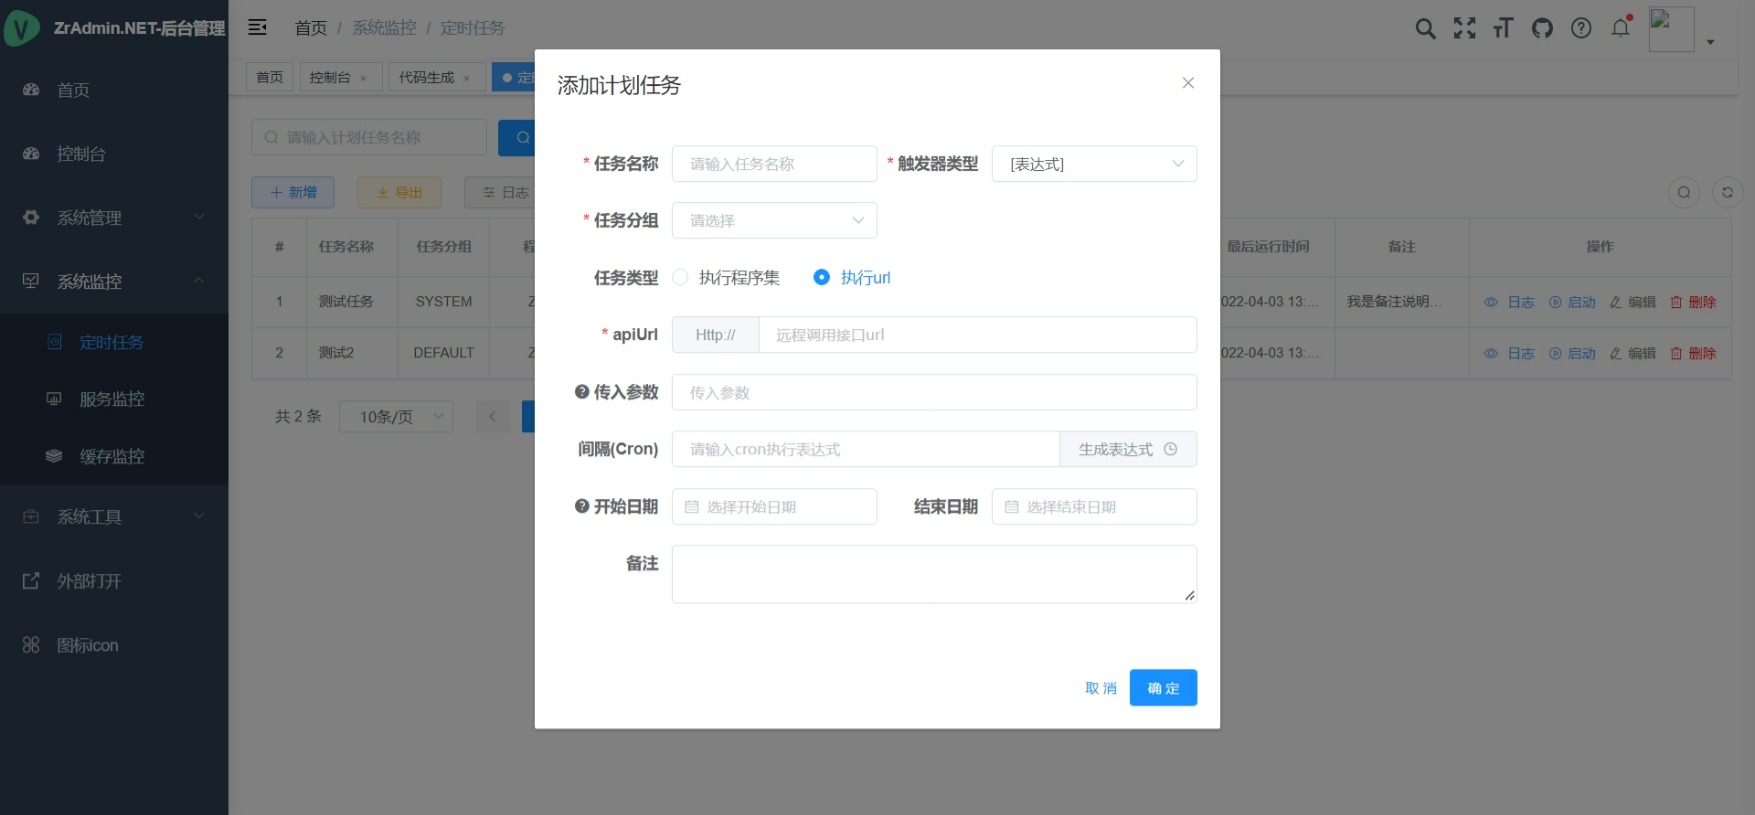 ZrAdmin.NET-后台管理
首页 / 系统监控 / 定时任务
首页
控制台 ×
代码生成 ×
首页
控制台
系统管理
系统监控
定时任务
服务监控
缓存监控
系统工具
外部打开
图标icon
请输入计划任务名称
新增
导出
日志
# 任务名称 任务分组 最后运行时间 备注 操作
1 测试任务 SYSTEM Z 022-04-03 13:... 我是备注说明... 日志 启动 编辑 删除
2 测试2 DEFAULT Z 022-04-03 13:... 日志 启动 编辑 删除
共 2 条 10条/页
添加计划任务
* 任务名称 请输入任务名称 * 触发器类型 [表达式]
* 任务分组 请选择
任务类型 执行程序集 执行url
* apiUrl Http:// 远程调用接口url
传入参数 传入参数
间隔(Cron) 请输入cron执行表达式 生成表达式
开始日期 选择开始日期 结束日期 选择结束日期
备注
取 消 确 定